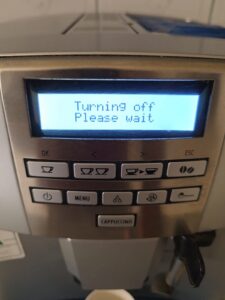 Turning off
Please wait
OK < > ESC
MENU
CAPPUCCINO